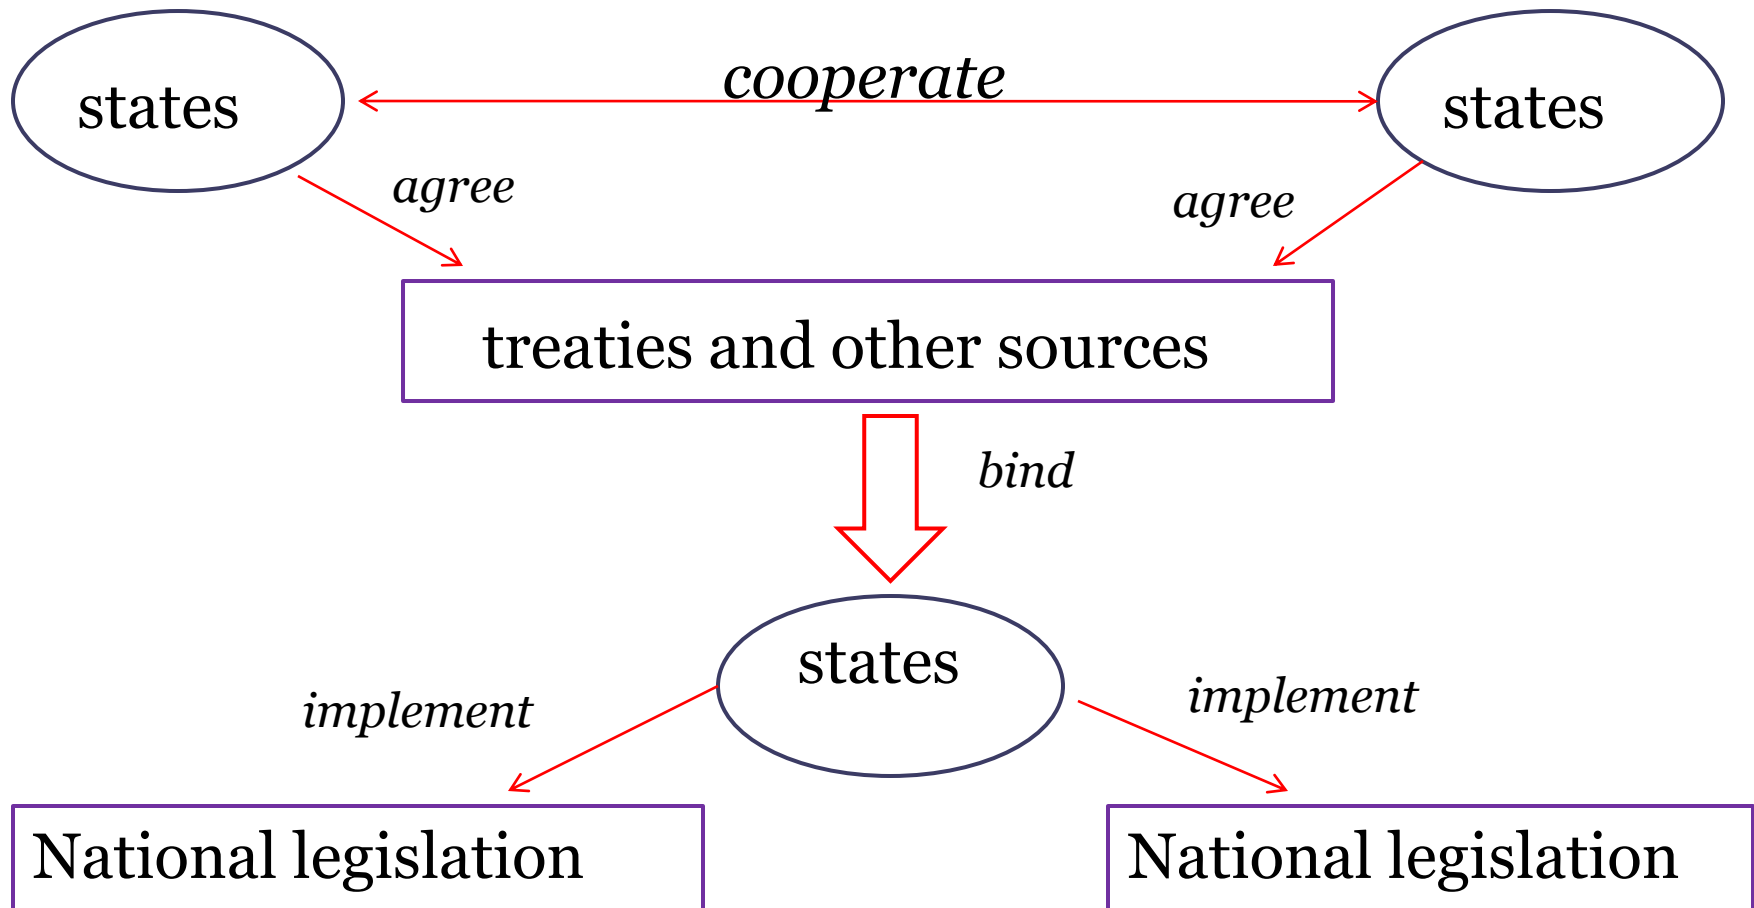 cooperate
states
states
agree
agree
treaties and other sources
bind
states
implement
implement
National legislation
National legislation